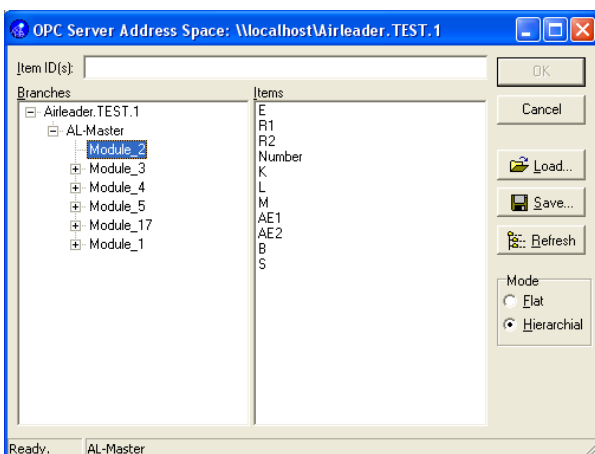 OPC Server Address Space: \\localhost\Airleader.TEST.1
Item ID(s):
OK
Branches
Items
Airleader.TEST.1
AL-Master
Module_2
Module_3
Module_4
Module_5
Module_17
Module_1
E
R1
R2
Number
K
L
M
AE1
AE2
B
S
Cancel
Load...
Save...
Refresh
Mode
Flat
Hierarchial
Ready.
AL-Master